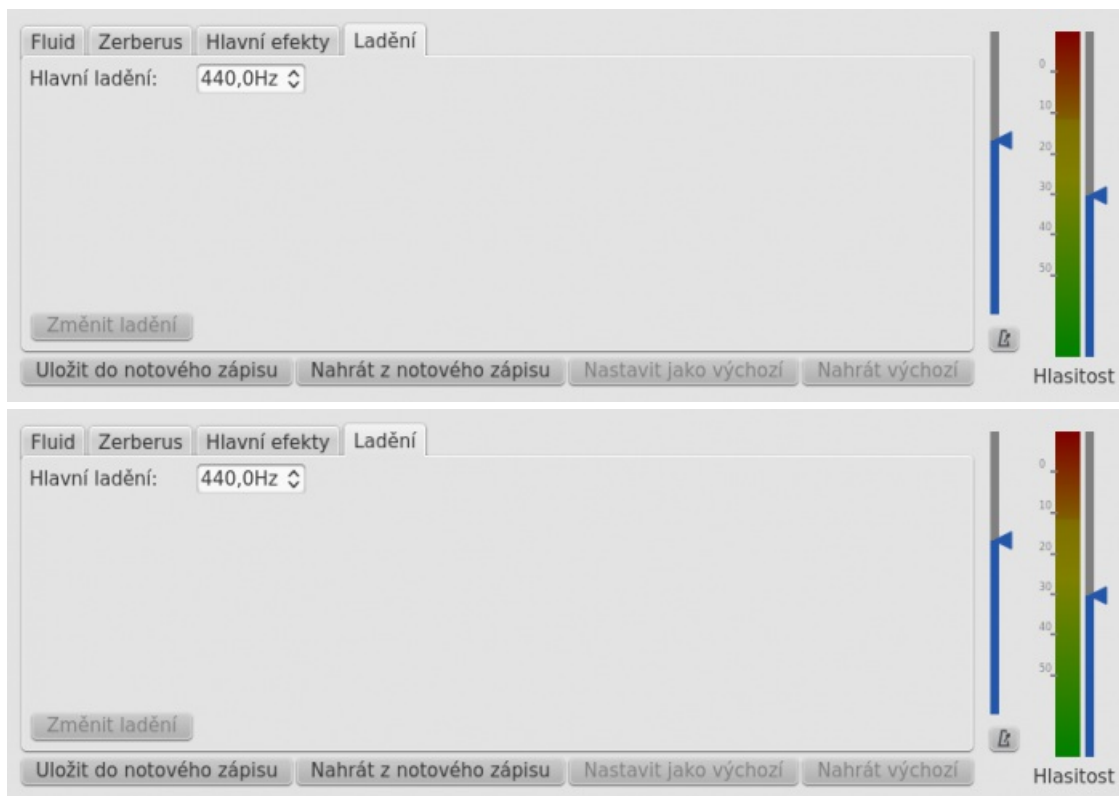 Fluid Zerberus Hlavní efekty Ladění
Hlavní ladění: 440,0Hz
0
10
20
30
40
50
Změnit ladění
Uložit do notového zápisu Nahrát z notového zápisu Nastavit jako výchozí Nahrát výchozí
Hlasitost
Fluid Zerberus Hlavní efekty Ladění
Hlavní ladění: 440,0Hz
0
10
20
30
40
50
Změnit ladění
Uložit do notového zápisu Nahrát z notového zápisu Nastavit jako výchozí Nahrát výchozí
Hlasitost